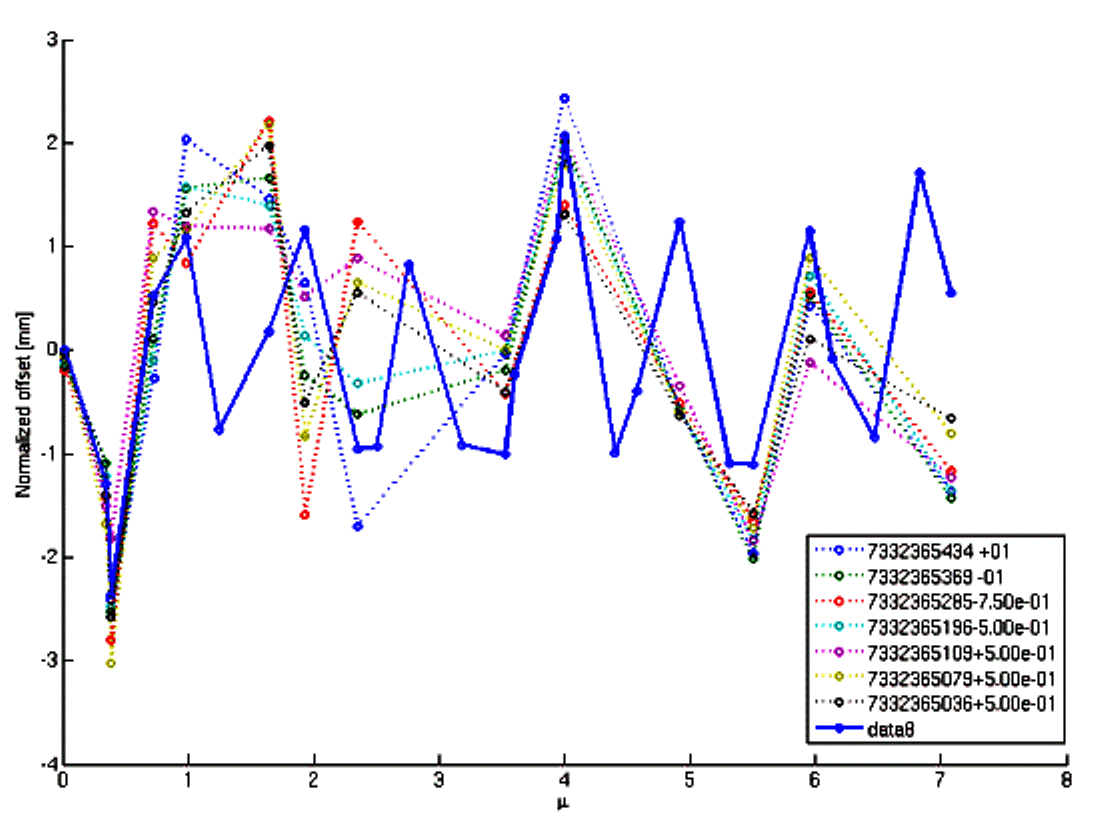 3
2
1
0
-1
-2
-3
-4
Normalized offset [mm]
0 1 2 3 4 5 6 7 8
μ
7332365434 +01
7332365369 -01
7332365285-7.50e-01
7332365196-5.00e-01
7332365109+5.00e-01
7332365079+5.00e-01
7332365036+5.00e-01
data8